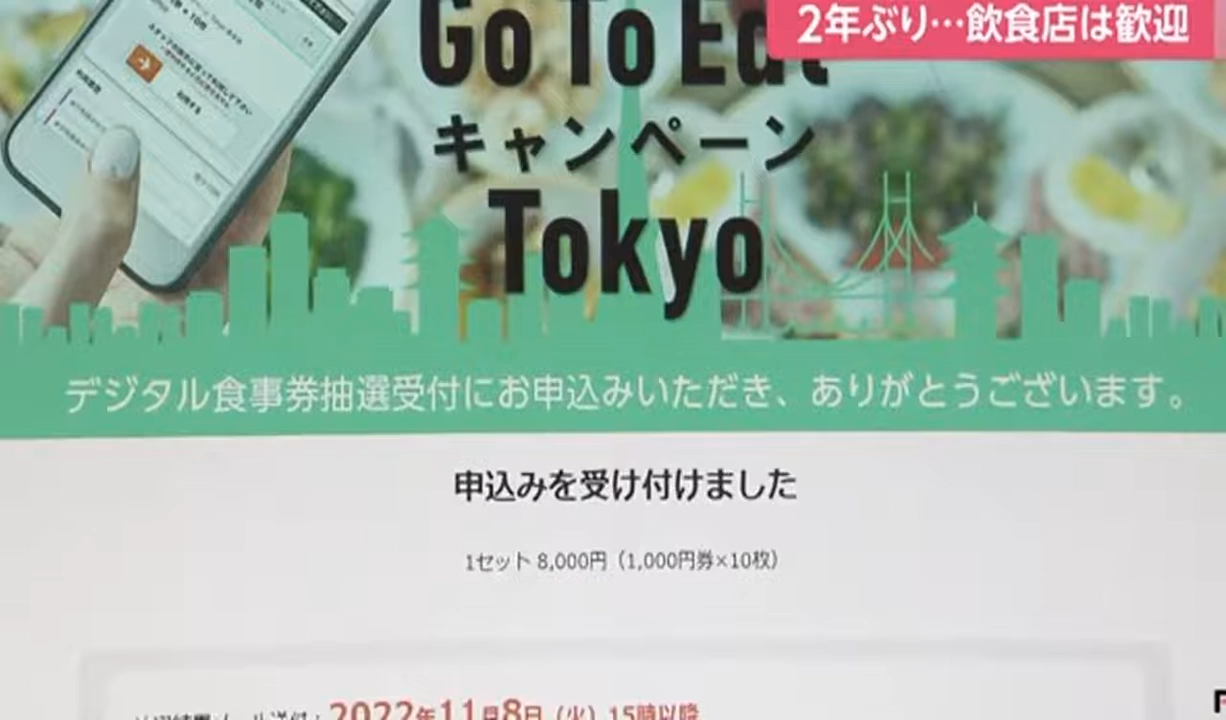 2年ぶり…飲食店は歓迎
Go To Eat
キャンペーン
Tokyo
デジタル食事券抽選受付にお申込みいただき、ありがとうございます。
申込みを受け付けました
1セット 8,000円（1,000円券×10枚）
2022年11月8日（火）15時以降